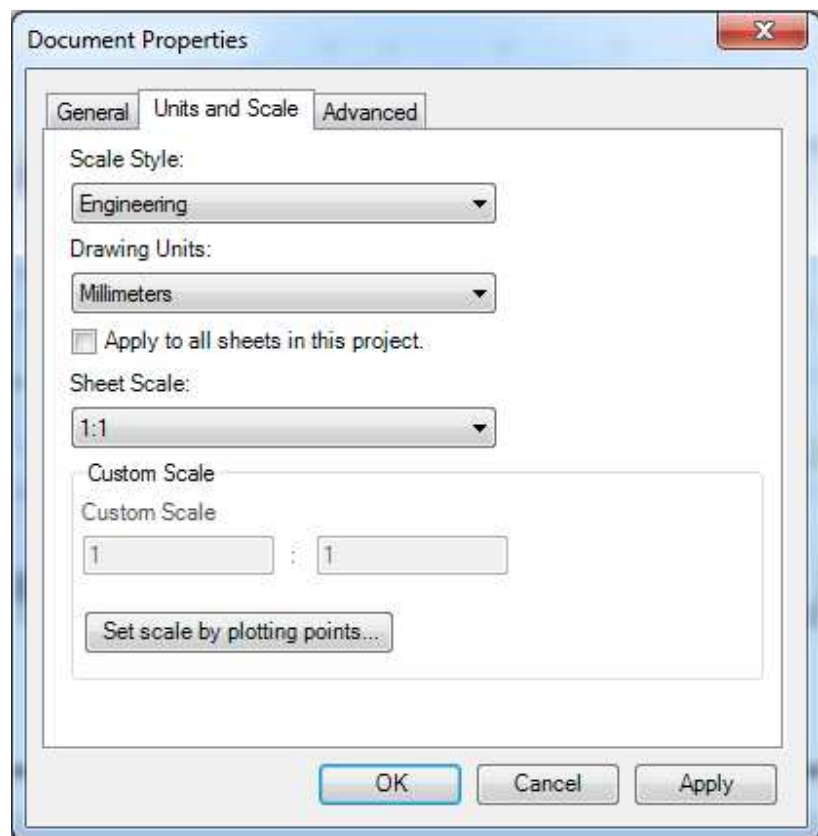 Document Properties
General Units and Scale Advanced
Scale Style:
Engineering
Drawing Units:
Millimeters
Apply to all sheets in this project.
Sheet Scale:
1:1
Custom Scale
Custom Scale
1 : 1
Set scale by plotting points...
OK Cancel Apply